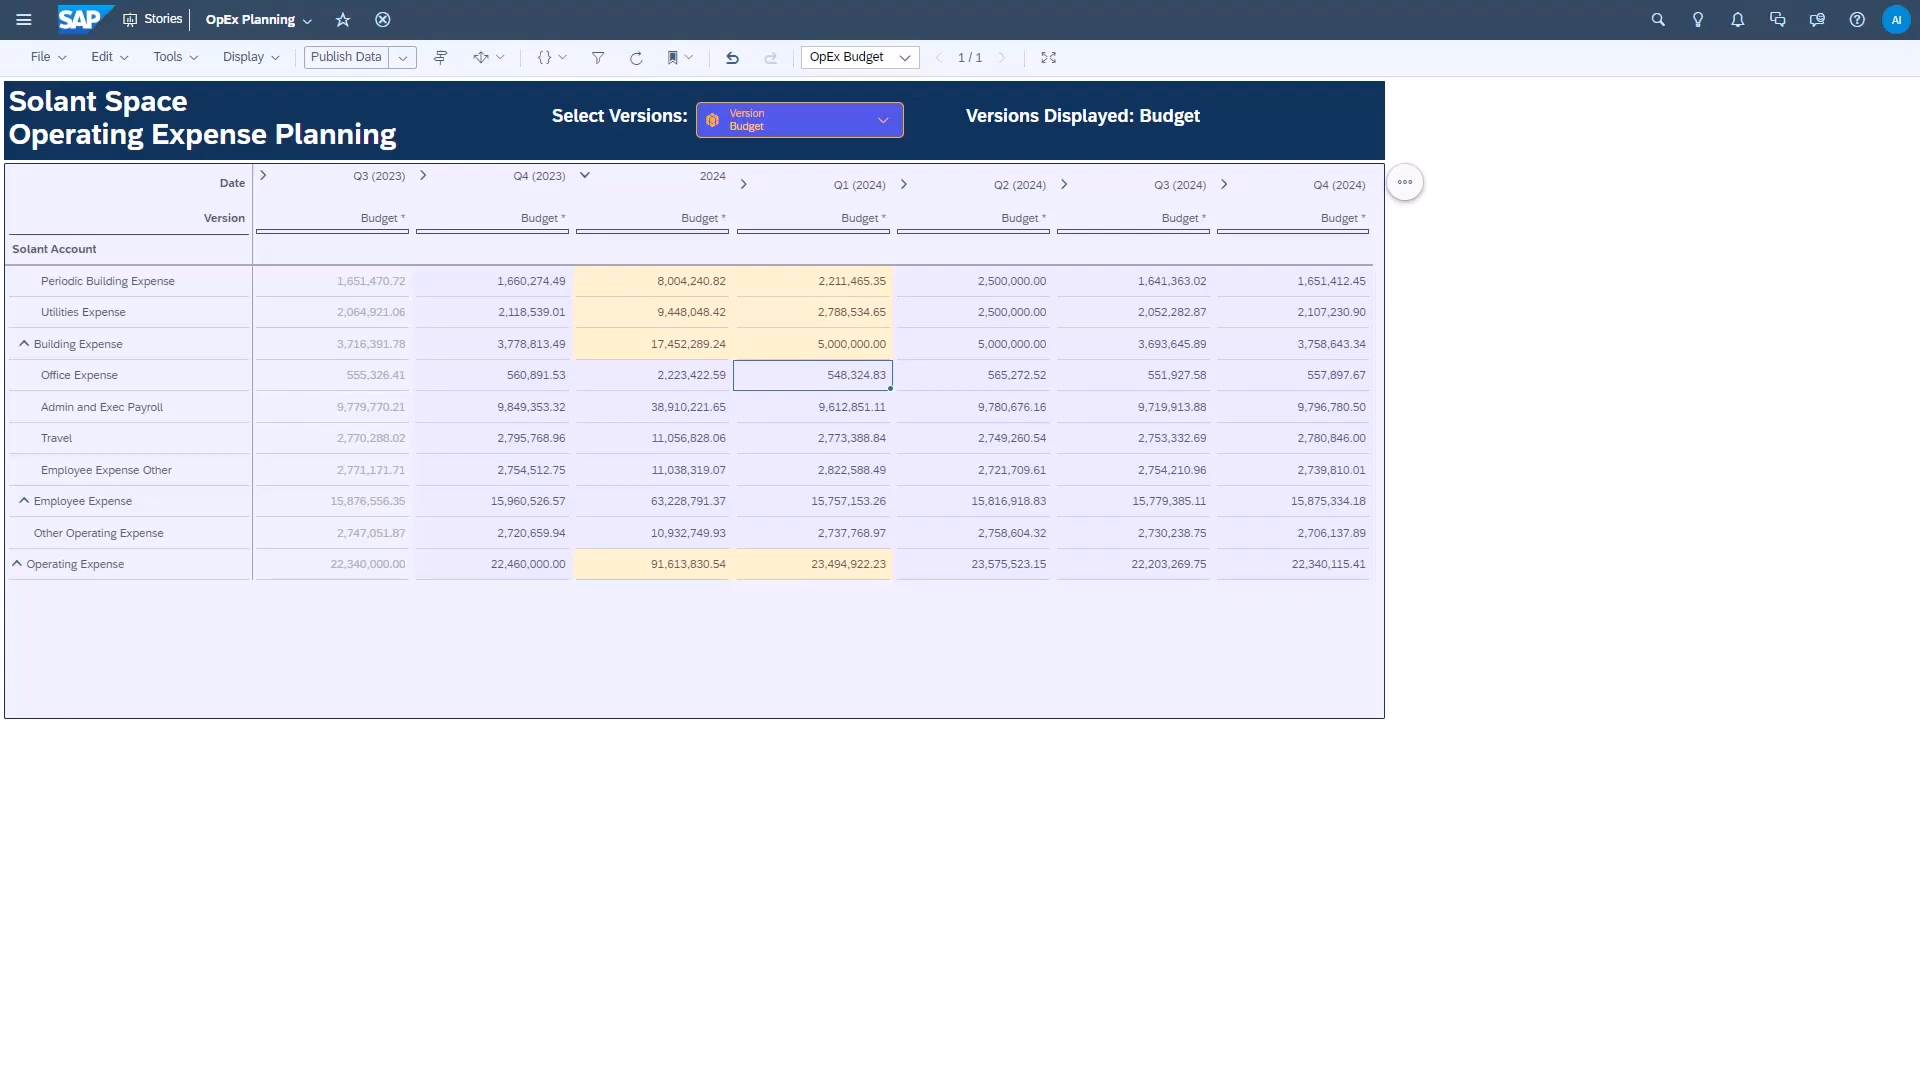 SAP Stories OpEx Planning AI
File Edit Tools Display Publish Data OpEx Budget 1 / 1
Solant Space
Operating Expense Planning
Select Versions:
Version
Budget
Versions Displayed: Budget
Date Q3 (2023) Q4 (2023) 2024 Q1 (2024) Q2 (2024) Q3 (2024) Q4 (2024)
Version Budget * Budget * Budget * Budget * Budget * Budget * Budget *
Solant Account
Periodic Building Expense 1,651,470.72 1,660,274.49 8,004,240.82 2,211,465.35 2,500,000.00 1,641,363.02 1,651,412.45
Utilities Expense 2,064,921.06 2,118,539.01 9,448,048.42 2,788,534.65 2,500,000.00 2,052,282.87 2,107,230.90
Building Expense 3,716,391.78 3,778,813.49 17,452,289.24 5,000,000.00 5,000,000.00 3,693,645.89 3,758,643.34
Office Expense 555,326.41 560,891.53 2,223,422.59 548,324.83 565,272.52 551,927.58 557,897.67
Admin and Exec Payroll 9,779,770.21 9,849,353.32 38,910,221.65 9,612,851.11 9,780,676.16 9,719,913.88 9,796,780.50
Travel 2,770,288.02 2,795,768.96 11,056,828.06 2,773,388.84 2,749,260.54 2,753,332.69 2,780,846.00
Employee Expense Other 2,771,171.71 2,754,512.75 11,038,319.07 2,822,588.49 2,721,709.61 2,754,210.96 2,739,810.01
Employee Expense 15,876,556.35 15,960,526.57 63,228,791.37 15,757,153.26 15,816,918.83 15,779,385.11 15,875,334.18
Other Operating Expense 2,747,051.87 2,720,659.94 10,932,749.93 2,737,768.97 2,758,604.32 2,730,238.75 2,706,137.89
Operating Expense 22,340,000.00 22,460,000.00 91,613,830.54 23,494,922.23 23,575,523.15 22,203,269.75 22,340,115.41